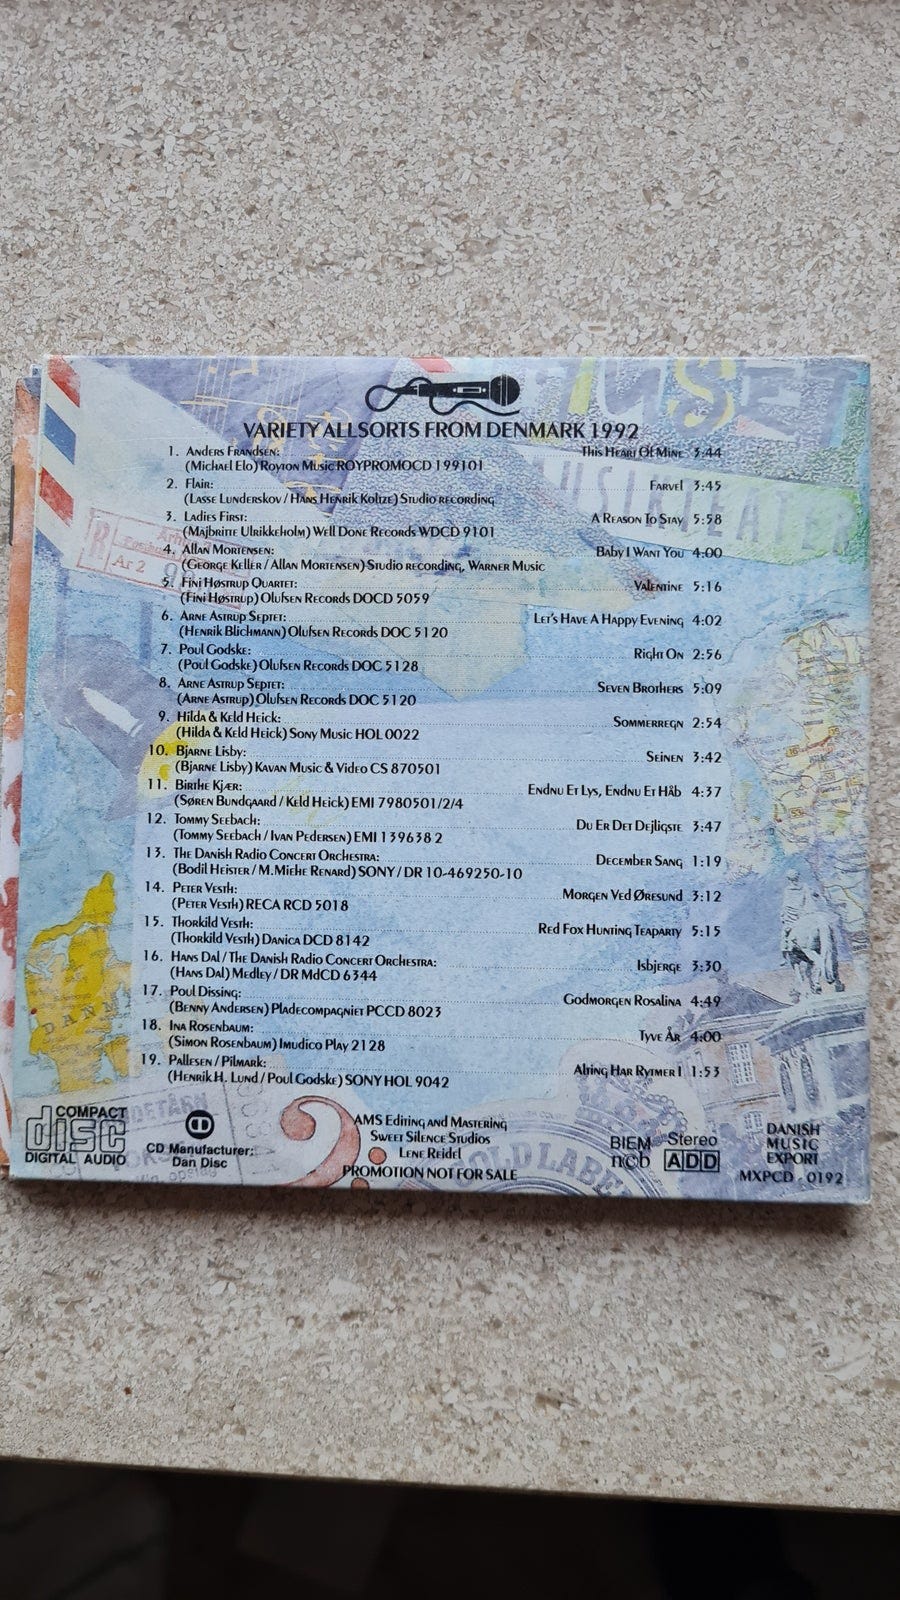 VARIETY ALLSORTS FROM DENMARK 1992
1. Anders Frandsen: This Heart Of Mine 3:44
(Michael Elo) Royton Music ROYPROMOCD 199101
2. Flair: Farvel 3:45
(Lasse Lunderskov / Hans Henrik Koltze) Studio recording
3. Ladies First: A Reason To Stay 5:58
(Majbritte Ulrikkeholm) Well Done Records WDCD 9101
4. Allan Mortensen: Baby I Want You 4:00
(George Keller / Allan Mortensen) Studio recording, Warner Music
5. Fini Høstrup Quartet: Valentine 5:16
(Fini Høstrup) Olufsen Records DOCD 5059
6. Arne Astrup Septet: Let's Have A Happy Evening 4:02
(Henrik Blichmann) Olufsen Records DOC 5120
7. Poul Godske: Right On 2:56
(Poul Godske) Olufsen Records DOC 5128
8. Arne Astrup Septet: Seven Brothers 5:09
(Arne Astrup) Olufsen Records DOC 5120
9. Hilda & Keld Heick: Sommerregn 2:54
(Hilda & Keld Heick) Sony Music HOL 0022
10. Bjarne Lisby: Seinen 3:42
(Bjarne Lisby) Kavan Music & Video CS 870501
11. Birthe Kjær: Endnu Et Lys, Endnu Et Håb 4:37
(Søren Bundgaard / Keld Heick) EMI 7980501/2/4
12. Tommy Seebach: Du Er Det Dejligste 3:47
(Tommy Seebach / Ivan Pedersen) EMI 139638 2
13. The Danish Radio Concert Orchestra: December Sang 1:19
(Bodil Heister / M.Miehe Renard) SONY / DR 10-469250-10
14. Peter Vesth: Morgen Ved Øresund 3:12
(Peter Vesth) RECA RCD 5018
15. Thorkild Vesth: Red Fox Hunting Teaparty 5:15
(Thorkild Vesth) Danica DCD 8142
16. Hans Dal / The Danish Radio Concert Orchestra: Isbjerge 3:30
(Hans Dal) Medley / DR MdCD 6344
17. Poul Dissing: Godmorgen Rosalina 4:49
(Benny Andersen) Pladecompagniet PCCD 8023
18. Ina Rosenbaum: Tyve År 4:00
(Simon Rosenbaum) Imudico Play 2128
19. Pallesen / Pilmark: Alting Har Rytmer I 1:53
(Henrik H. Lund / Poul Godske) SONY HOL 9042
COMPACT
disc
DIGITAL AUDIO
CD Manufacturer:
Dan Disc
AMS Editing and Mastering
Sweet Silence Studios
Lene Reidel
PROMOTION NOT FOR SALE
BIEM
ncb
Stereo
ADD
DANISH
MUSIC
EXPORT
MXPCD - 0192
R
Ar 2
DAN
GOLD LABE